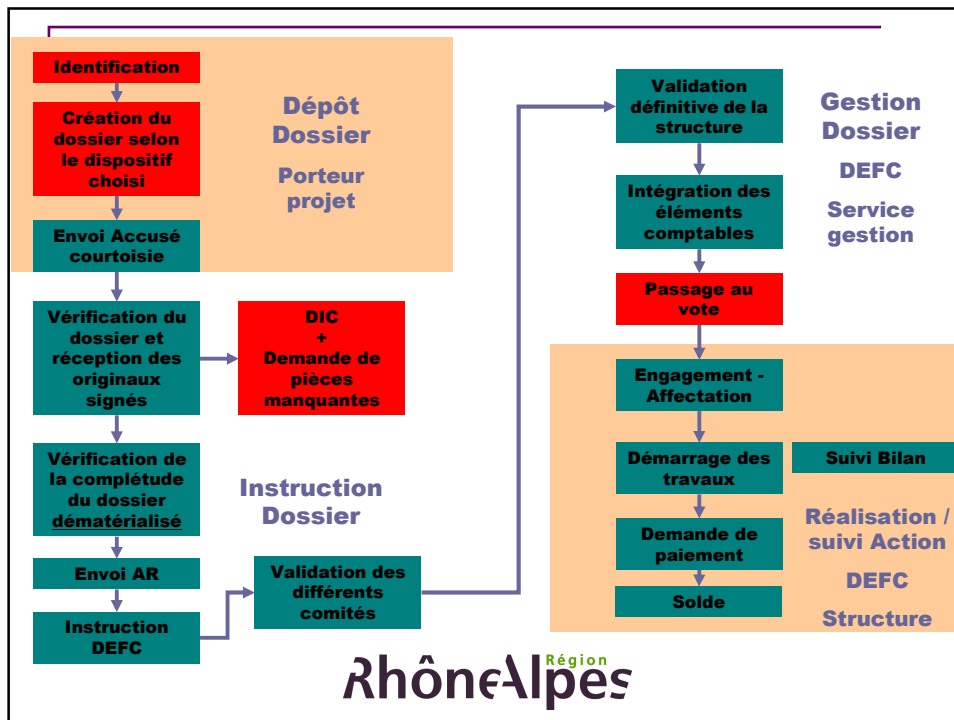 Identification
Création du
dossier selon
le dispositif
choisi
Envoi Accusé
courtoisie
Dépôt
Dossier
Porteur
projet
Vérification du
dossier et
réception des
originaux
signés
DIC
+
Demande de
pièces
manquantes
Vérification de
la complétude
du dossier
dématérialisé
Envoi AR
Instruction
DEFC
Instruction
Dossier
Validation des
différents
comités
Validation
définitive de la
structure
Intégration des
éléments
comptables
Passage au
vote
Gestion
Dossier
DEFC
Service
gestion
Engagement -
Affectation
Démarrage des
travaux
Suivi Bilan
Demande de
paiement
Solde
Réalisation /
suivi Action
DEFC
Structure
Région
RhôneAlpes